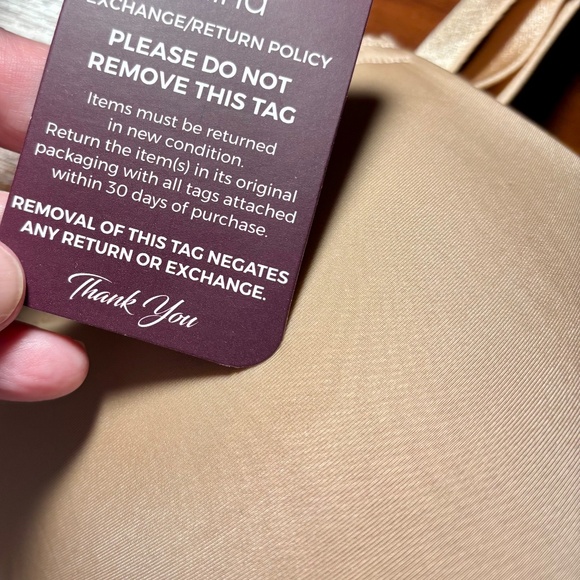 EXCHANGE/RETURN POLICY
PLEASE DO NOT
REMOVE THIS TAG
Items must be returned
in new condition.
Return the item(s) in its original
packaging with all tags attached
within 30 days of purchase.
REMOVAL OF THIS TAG NEGATES
ANY RETURN OR EXCHANGE.
Thank You